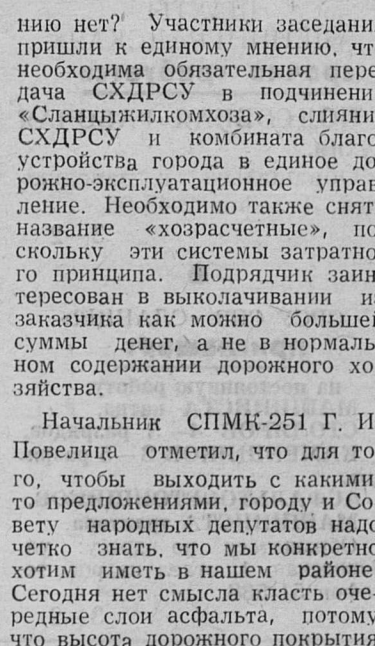 нию нет? Участники заседани
пришли к единому мнению, чт
необходима обязательная пере
дача СХДРСУ в подчинени
«Сланцыжилкомхоза», слияни
СХДРСУ и комбината благо
устройства города в единое до
рожно-эксплуатационное управ
ление. Необходимо также снят
название «хозрасчетные», по
скольку эти системы затратно
го принципа. Подрядчик заин
тересован в выколачивании из
заказчика как можно большей
суммы денег, а не в нормаль
ном содержании дорожного хо
зяйства.
Начальник СПМК-251 Г. И
Повелица отметил, что для то
го, чтобы выходить с какими
то предложениями, городу и Со
вету народных депутатов надо
четко знать, что мы конкретно
хотим иметь в нашем районе
Сегодня нет смысла класть оче-
редные слои асфальта, потому
что высота дорожного покрытия